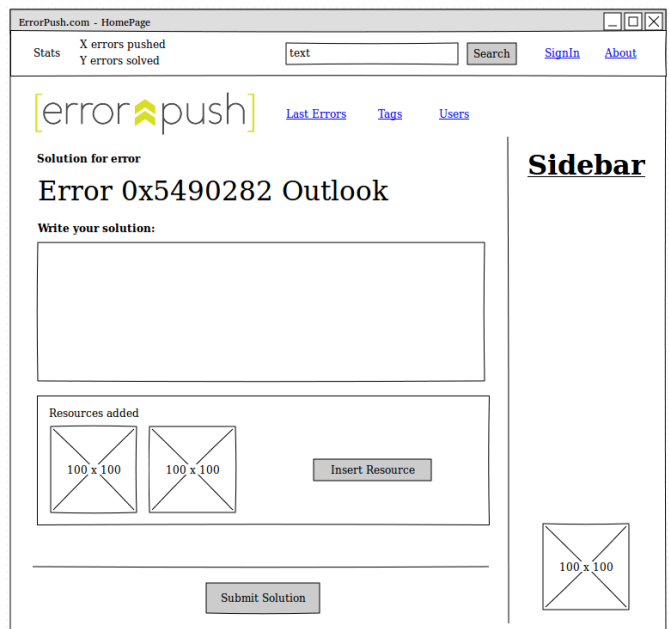 ErrorPush.com - HomePage
Stats
X errors pushed
Y errors solved
text
Search
SignIn
About
[error push]
Last Errors
Tags
Users
Solution for error
Sidebar
Error 0x5490282 Outlook
Write your solution:
Resources added
100 x 100
100 x 100
Insert Resource
100 x 100
Submit Solution